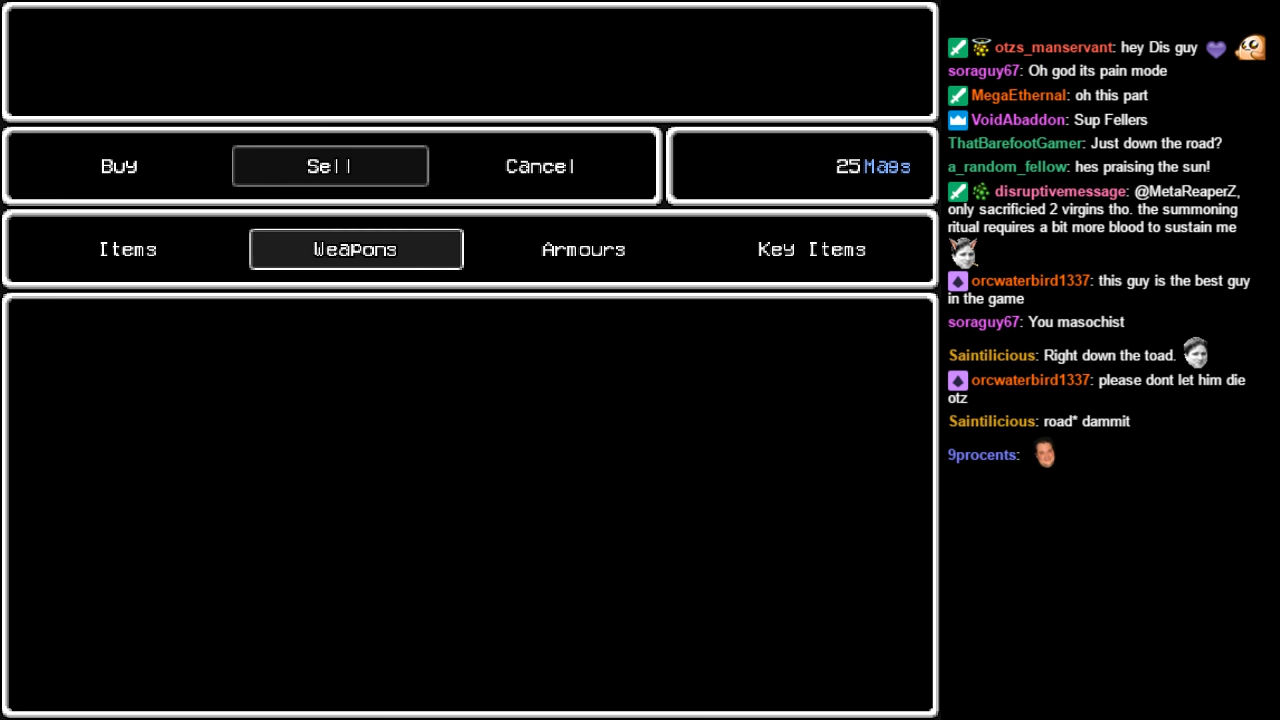 Buy Sell Cancel 25Mags
Items Weapons Armours Key Items
otzs_manservant: hey Dis guy
soraguy67: Oh god its pain mode
MegaEthernal: oh this part
VoidAbaddon: Sup Fellers
ThatBarefootGamer: Just down the road?
a_random_fellow: hes praising the sun!
disruptivemessage: @MetaReaperZ,
only sacrificied 2 virgins tho. the summoning
ritual requires a bit more blood to sustain me
orcwaterbird1337: this guy is the best guy
in the game
soraguy67: You masochist
Saintilicious: Right down the toad.
orcwaterbird1337: please dont let him die
otz
Saintilicious: road* dammit
9procents: